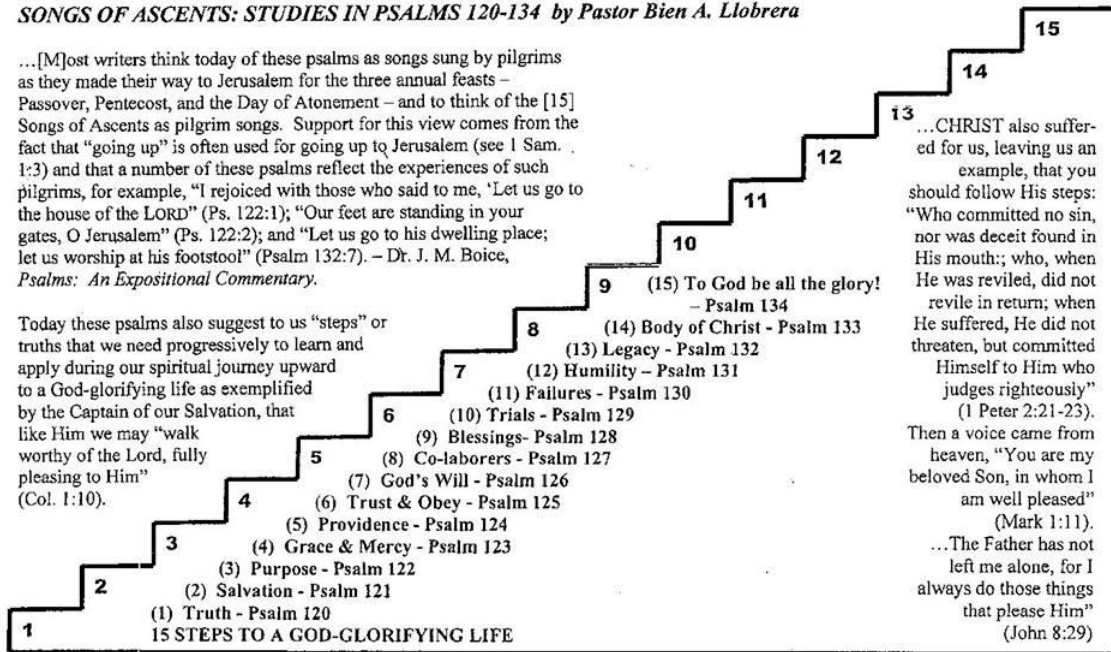 SONGS OF ASCENTS: STUDIES IN PSALMS 120-134 by Pastor Bien A. Llobrera
…[M]ost writers think today of these psalms as songs sung by pilgrims
as they made their way to Jerusalem for the three annual feasts –
Passover, Pentecost, and the Day of Atonement – and to think of the [15]
Songs of Ascents as pilgrim songs. Support for this view comes from the
fact that “going up” is often used for going up to Jerusalem (see 1 Sam.
1:3) and that a number of these psalms reflect the experiences of such
pilgrims, for example, “I rejoiced with those who said to me, ‘Let us go to
the house of the LORD” (Ps. 122:1); “Our feet are standing in your
gates, O Jerusalem” (Ps. 122:2); and “Let us go to his dwelling place;
let us worship at his footstool” (Psalm 132:7). – Dr. J. M. Boice,
Psalms: An Expositional Commentary.
Today these psalms also suggest to us “steps” or
truths that we need progressively to learn and
apply during our spiritual journey upward
to a God-glorifying life as exemplified
by the Captain of our Salvation, that
like Him we may “walk
worthy of the Lord, fully
pleasing to Him”
(Col. 1:10).
15
14
13
12
11
10
9
8
7
6
5
4
3
2
1
(15) To God be all the glory!
– Psalm 134
(14) Body of Christ - Psalm 133
(13) Legacy - Psalm 132
(12) Humility – Psalm 131
(11) Failures - Psalm 130
(10) Trials - Psalm 129
(9) Blessings- Psalm 128
(8) Co-laborers - Psalm 127
(7) God's Will - Psalm 126
(6) Trust & Obey - Psalm 125
(5) Providence - Psalm 124
(4) Grace & Mercy - Psalm 123
(3) Purpose - Psalm 122
(2) Salvation - Psalm 121
(1) Truth - Psalm 120
15 STEPS TO A GOD-GLORIFYING LIFE
…CHRIST also suffer-
ed for us, leaving us an
example, that you
should follow His steps:
“Who committed no sin,
nor was deceit found in
His mouth:; who, when
He was reviled, did not
revile in return; when
He suffered, He did not
threaten, but committed
Himself to Him who
judges righteously”
(1 Peter 2:21-23).
Then a voice came from
heaven, “You are my
beloved Son, in whom I
am well pleased”
(Mark 1:11).
…The Father has not
left me alone, for I
always do those things
that please Him”
(John 8:29)